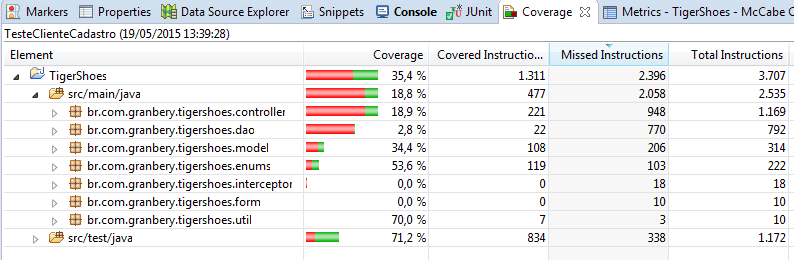 Markers Properties Data Source Explorer Snippets Console JUnit Coverage Metrics - TigerShoes - McCabe C
TesteClienteCadastro (19/05/2015 13:39:28)
Element Coverage Covered Instructio... Missed Instructions Total Instructions
TigerShoes 35,4 % 1.311 2.396 3.707
src/main/java 18,8 % 477 2.058 2.535
br.com.granbery.tigershoes.controller 18,9 % 221 948 1.169
br.com.granbery.tigershoes.dao 2,8 % 22 770 792
br.com.granbery.tigershoes.model 34,4 % 108 206 314
br.com.granbery.tigershoes.enums 53,6 % 119 103 222
br.com.granbery.tigershoes.interceptor 0,0 % 0 18 18
br.com.granbery.tigershoes.form 0,0 % 0 10 10
br.com.granbery.tigershoes.util 70,0 % 7 3 10
src/test/java 71,2 % 834 338 1.172